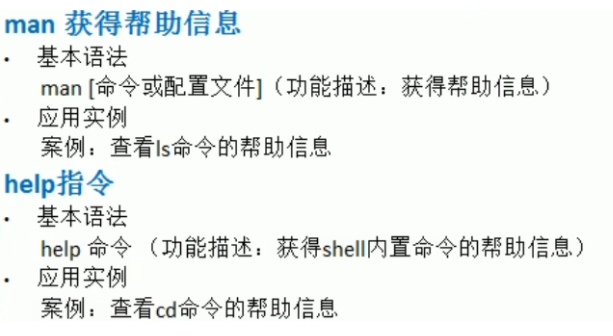 man 获得帮助信息
• 基本语法
man [命令或配置文件]（功能描述：获得帮助信息）
• 应用实例
案例：查看ls命令的帮助信息
help指令
• 基本语法
help 命令 （功能描述：获得shell内置命令的帮助信息）
• 应用实例
案例：查看cd命令的帮助信息